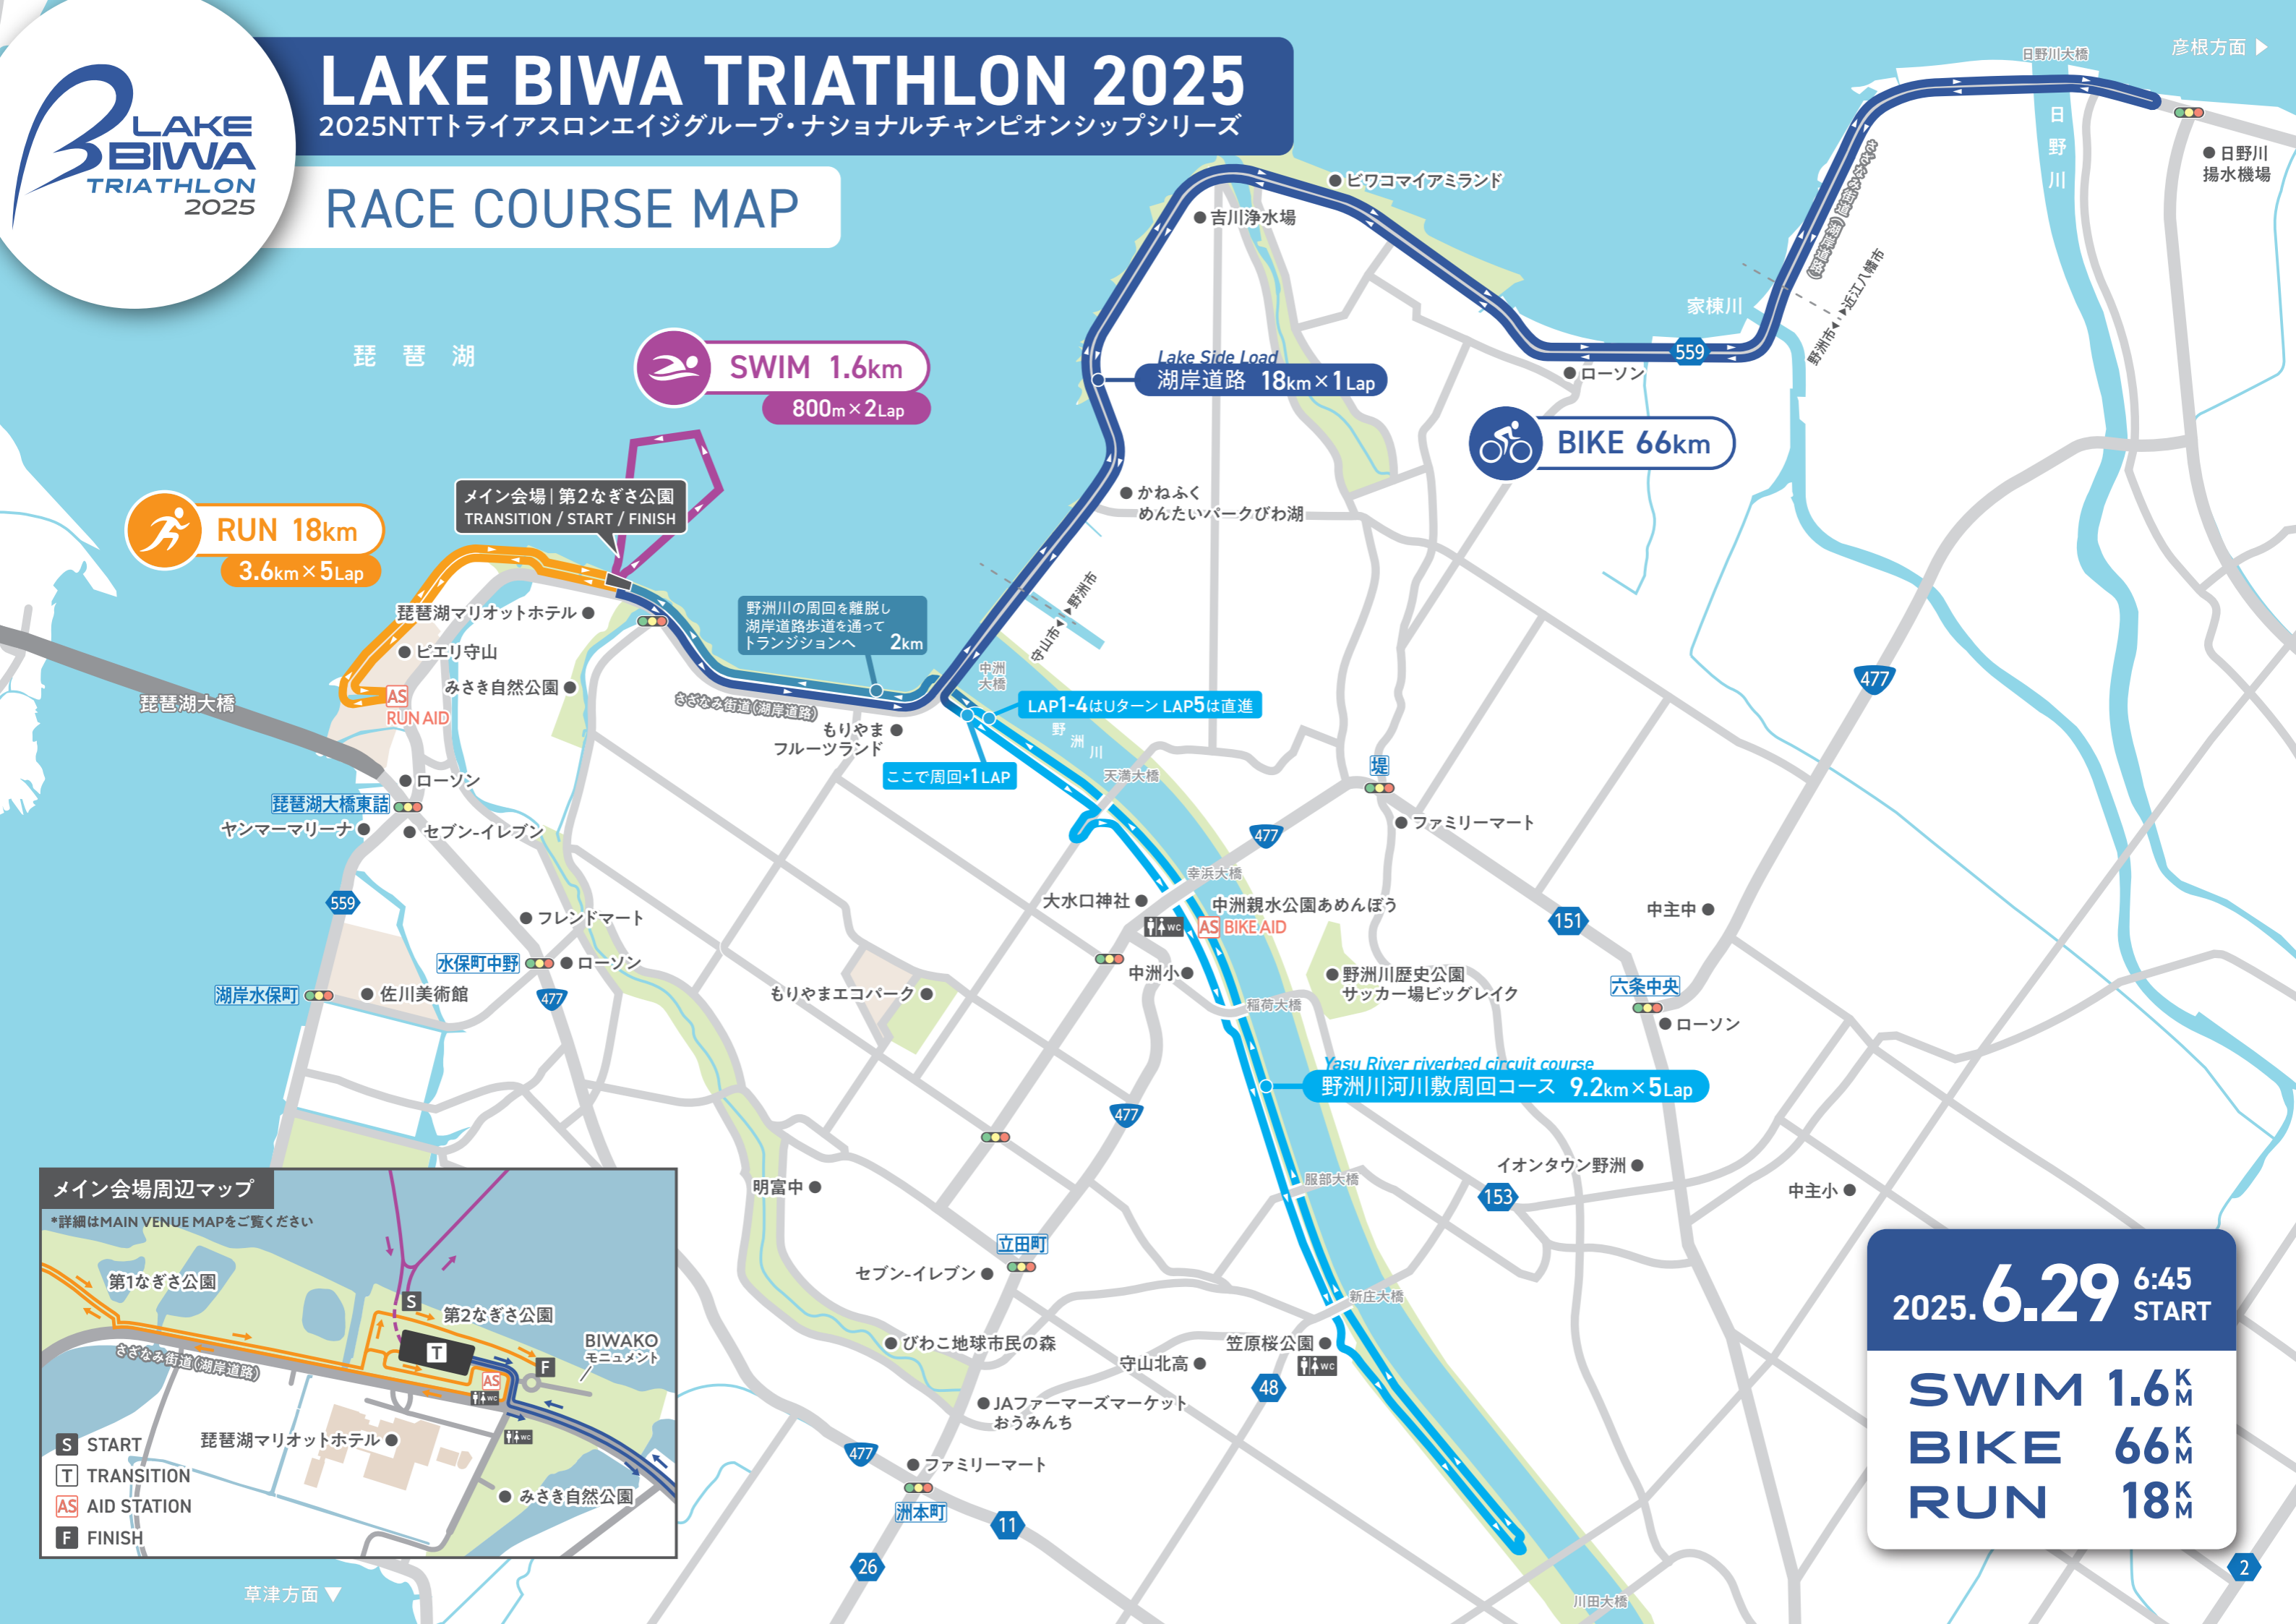 LAKE BIWA TRIATHLON 2025
2025NTTトライアスロンエイジグループ・ナショナルチャンピオンシップシリーズ
RACE COURSE MAP
LAKE
BIWA
TRIATHLON
2025
彦根方面 ▶
日野川大橋
日野川
日野川
揚水機場
さざなみ街道(湖岸道路)
近江八幡市
野洲市
家棟川
ビワコマイアミランド
吉川浄水場
琵琶湖
SWIM 1.6km
800m×2Lap
Lake Side Load
湖岸道路 18km×1Lap
559
ローソン
BIKE 66km
メイン会場|第2なぎさ公園
TRANSITION / START / FINISH
かねふく
めんたいパークびわ湖
RUN 18km
3.6km×5Lap
琵琶湖マリオットホテル
ピエリ守山
みさき自然公園
AS
RUN AID
琵琶湖大橋
野洲川の周回を離脱し
湖岸道路歩道を通って
トランジションへ 2km
野洲市
守山市
中洲
大橋
さざなみ街道(湖岸道路)
LAP1-4はUターン LAP5は直進
野洲川
もりやま
フルーツランド
ここで周回+1LAP
天満大橋
477
堤
ファミリーマート
477
ローソン
琵琶湖大橋東詰
ヤンマーマリーナ
セブン-イレブン
559
幸浜大橋
大水口神社
中洲親水公園あめんぼう
WC
AS BIKE AID
151
中主中
フレンドマート
水保町中野
ローソン
中洲小
野洲川歴史公園
サッカー場ビッグレイク
六条中央
ローソン
湖岸水保町
佐川美術館
477
もりやまエコパーク
稲荷大橋
Yasu River riverbed circuit course
野洲川河川敷周回コース 9.2km×5Lap
477
イオンタウン野洲
153
中主小
服部大橋
明富中
立田町
セブン-イレブン
新庄大橋
びわこ地球市民の森
笠原桜公園
WC
守山北高
48
JAファーマーズマーケット
おうみんち
477
ファミリーマート
洲本町
11
26
川田大橋
2
草津方面 ▼
メイン会場周辺マップ
*詳細はMAIN VENUE MAPをご覧ください
第1なぎさ公園
S
第2なぎさ公園
BIWAKO
モニュメント
T
F
AS
WC
WC
さざなみ街道(湖岸道路)
琵琶湖マリオットホテル
みさき自然公園
S START
T TRANSITION
AS AID STATION
F FINISH
2025.6.29 6:45
START
SWIM 1.6KM
BIKE 66KM
RUN 18KM